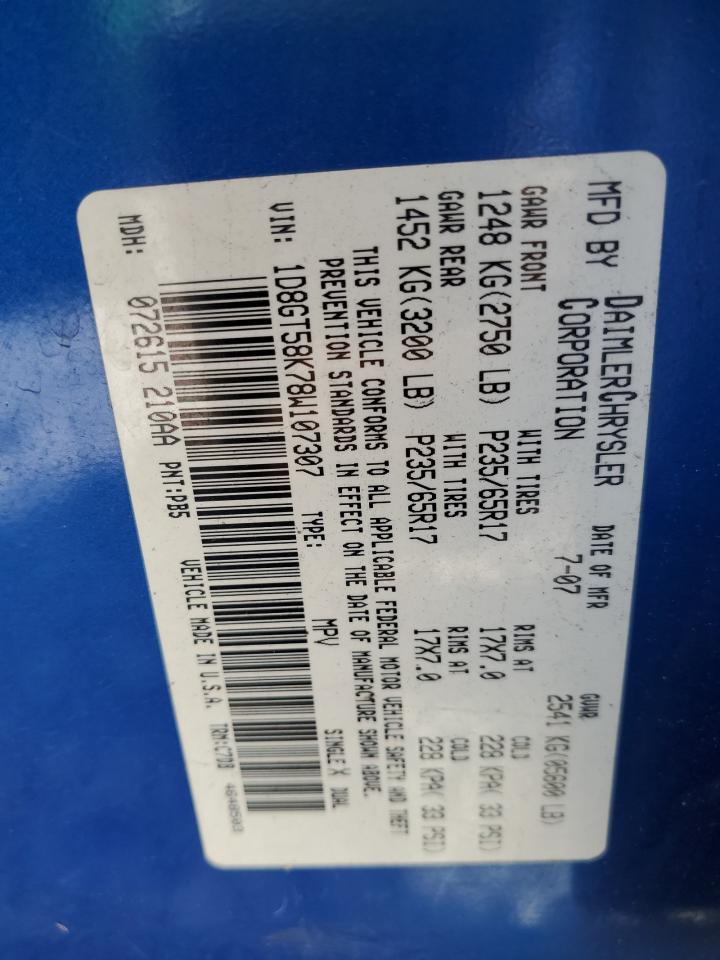 MFD BY DAIMLERCHRYSLER CORPORATION DATE OF MFR 7-07 GVWR 2541 KG(05600 LB)
GAWR FRONT WITH TIRES RIMS AT COLD
1248 KG(2750 LB) P235/65R17 17X7.0 228 KPA( 33 PSI)
GAWR REAR WITH TIRES RIMS AT COLD
1452 KG(3200 LB) P235/65R17 17X7.0 228 KPA( 33 PSI)
THIS VEHICLE CONFORMS TO ALL APPLICABLE FEDERAL MOTOR VEHICLE SAFETY AND THEFT
PREVENTION STANDARDS IN EFFECT ON THE DATE OF MANUFACTURE SHOWN ABOVE.
VIN: 1D8GT58K78W107307 TYPE: MPV SINGLE X DUAL
MDH: 072615 210AA PNT:PB5 VEHICLE MADE IN U.S.A. TRM:C7DB 4648503